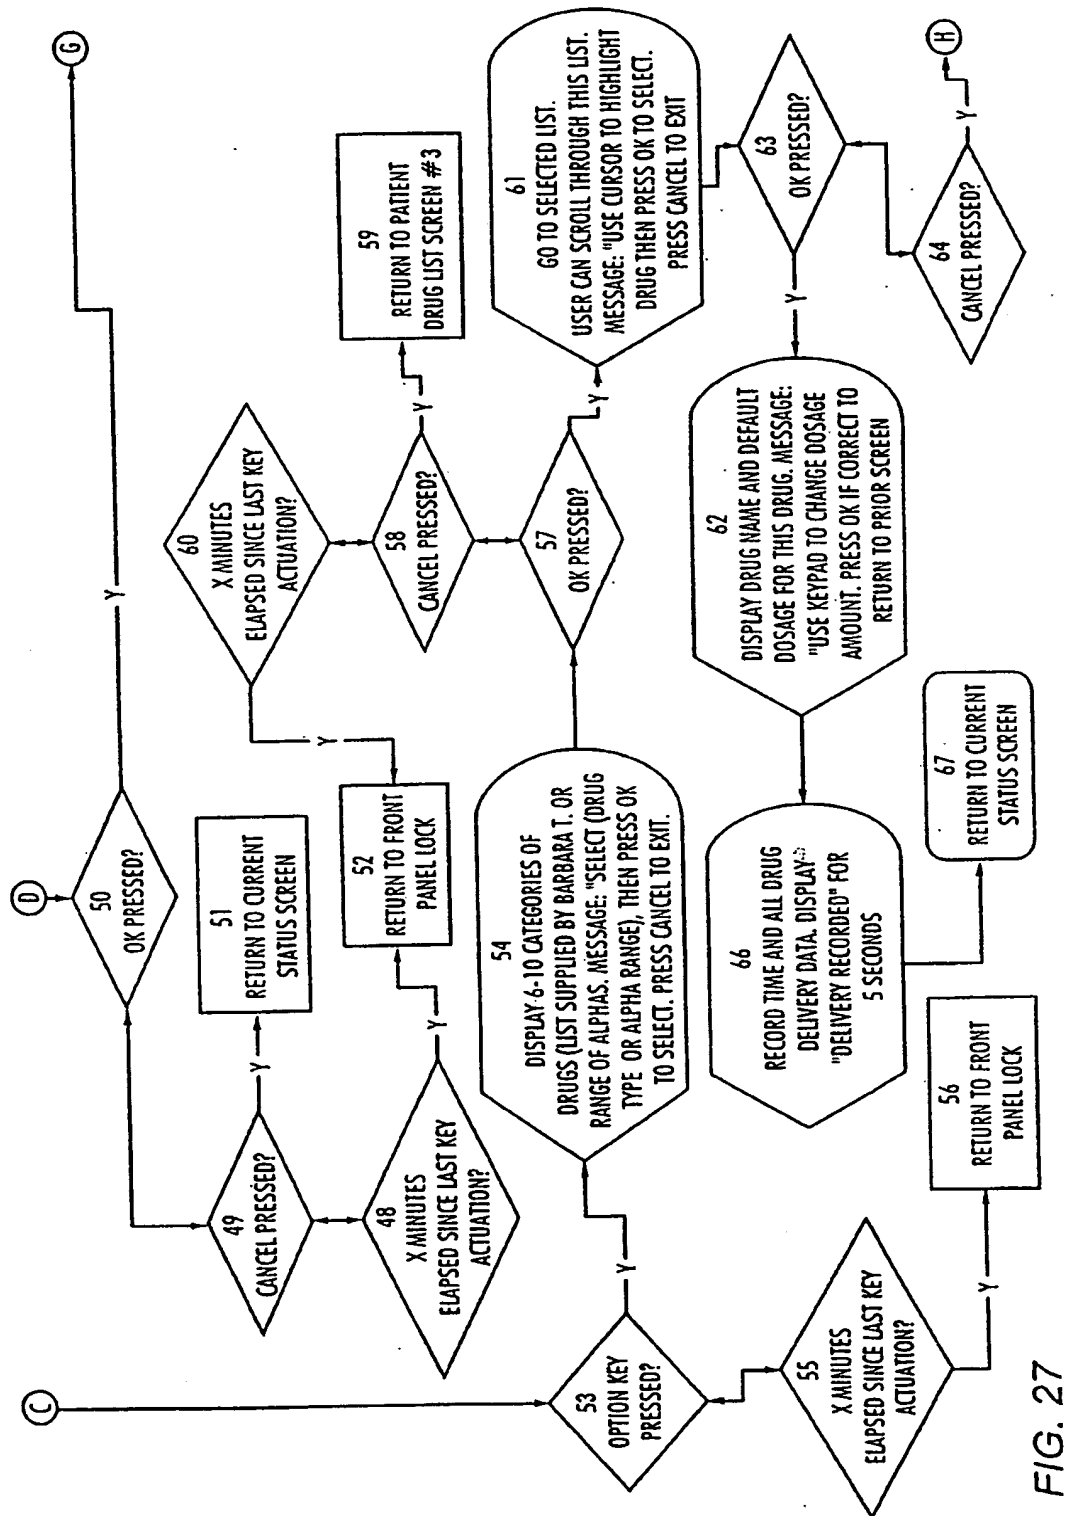 C
D
G
50
OK PRESSED?
Y
49
CANCEL PRESSED?
Y
51
RETURN TO CURRENT
STATUS SCREEN
48
X MINUTES
ELAPSED SINCE LAST KEY
ACTUATION?
Y
52
RETURN TO FRONT
PANEL LOCK
Y
60
X MINUTES
ELAPSED SINCE LAST KEY
ACTUATION?
58
CANCEL PRESSED?
Y
59
RETURN TO PATIENT
DRUG LIST SCREEN #3
53
OPTION KEY
PRESSED?
Y
54
DISPLAY 6-10 CATEGORIES OF
DRUGS (LIST SUPPLIED BY BARBARA T. OR
RANGE OF ALPHAS. MESSAGE: "SELECT (DRUG
TYPE OR ALPHA RANGE), THEN PRESS OK
TO SELECT. PRESS CANCEL TO EXIT.
57
OK PRESSED?
Y
61
GO TO SELECTED LIST.
USER CAN SCROLL THROUGH THIS LIST.
MESSAGE: "USE CURSOR TO HIGHLIGHT
DRUG THEN PRESS OK TO SELECT.
PRESS CANCEL TO EXIT
55
X MINUTES
ELAPSED SINCE LAST KEY
ACTUATION?
Y
56
RETURN TO FRONT
PANEL LOCK
66
RECORD TIME AND ALL DRUG
DELIVERY DATA. DISPLAY
"DELIVERY RECORDED" FOR
5 SECONDS
67
RETURN TO CURRENT
STATUS SCREEN
62
DISPLAY DRUG NAME AND DEFAULT
DOSAGE FOR THIS DRUG. MESSAGE:
"USE KEYPAD TO CHANGE DOSAGE
AMOUNT. PRESS OK IF CORRECT TO
RETURN TO PRIOR SCREEN
Y
63
OK PRESSED?
64
CANCEL PRESSED?
Y
H
FIG. 27